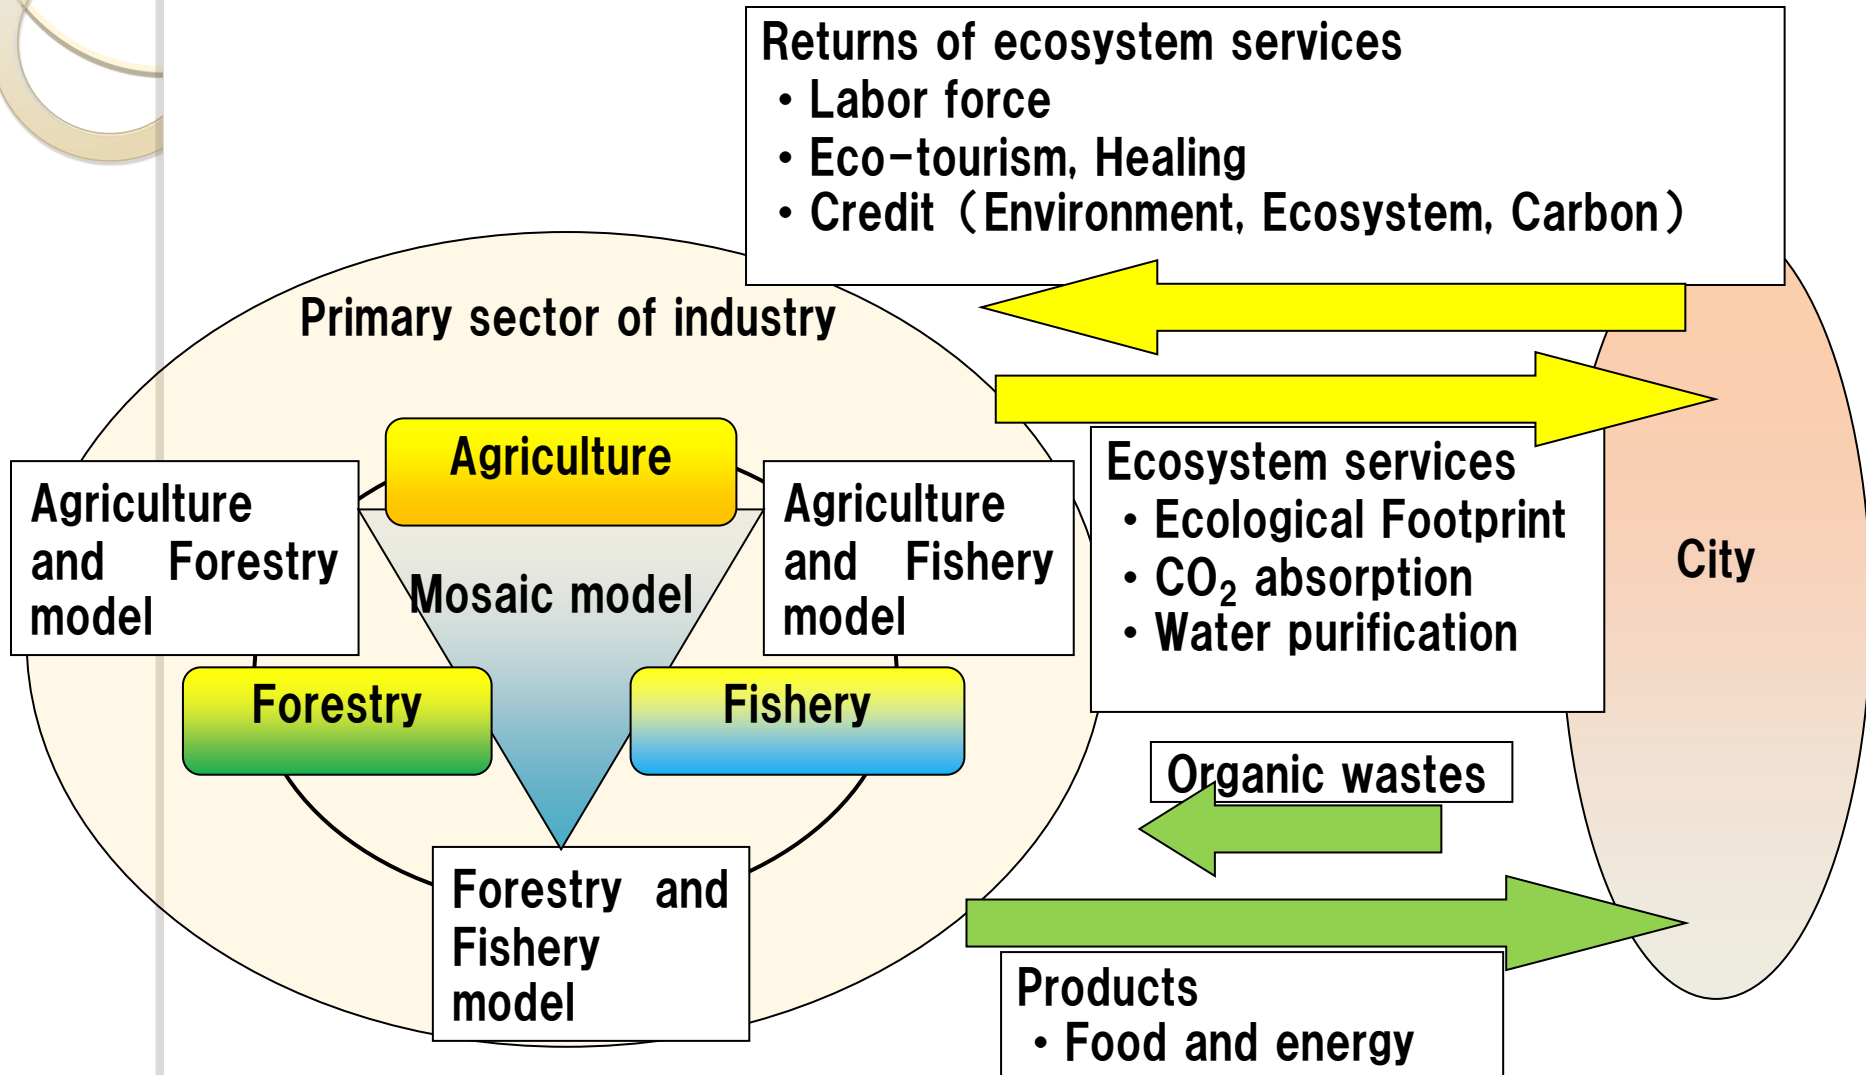 Returns of ecosystem services
・Labor force
・Eco-tourism, Healing
・Credit（Environment, Ecosystem, Carbon）
Primary sector of industry
Agriculture
Agriculture
and Forestry
model
Mosaic model
Agriculture
and Fishery
model
Forestry
Fishery
Forestry and
Fishery
model
Ecosystem services
・Ecological Footprint
・CO₂ absorption
・Water purification
City
Organic wastes
Products
・Food and energy